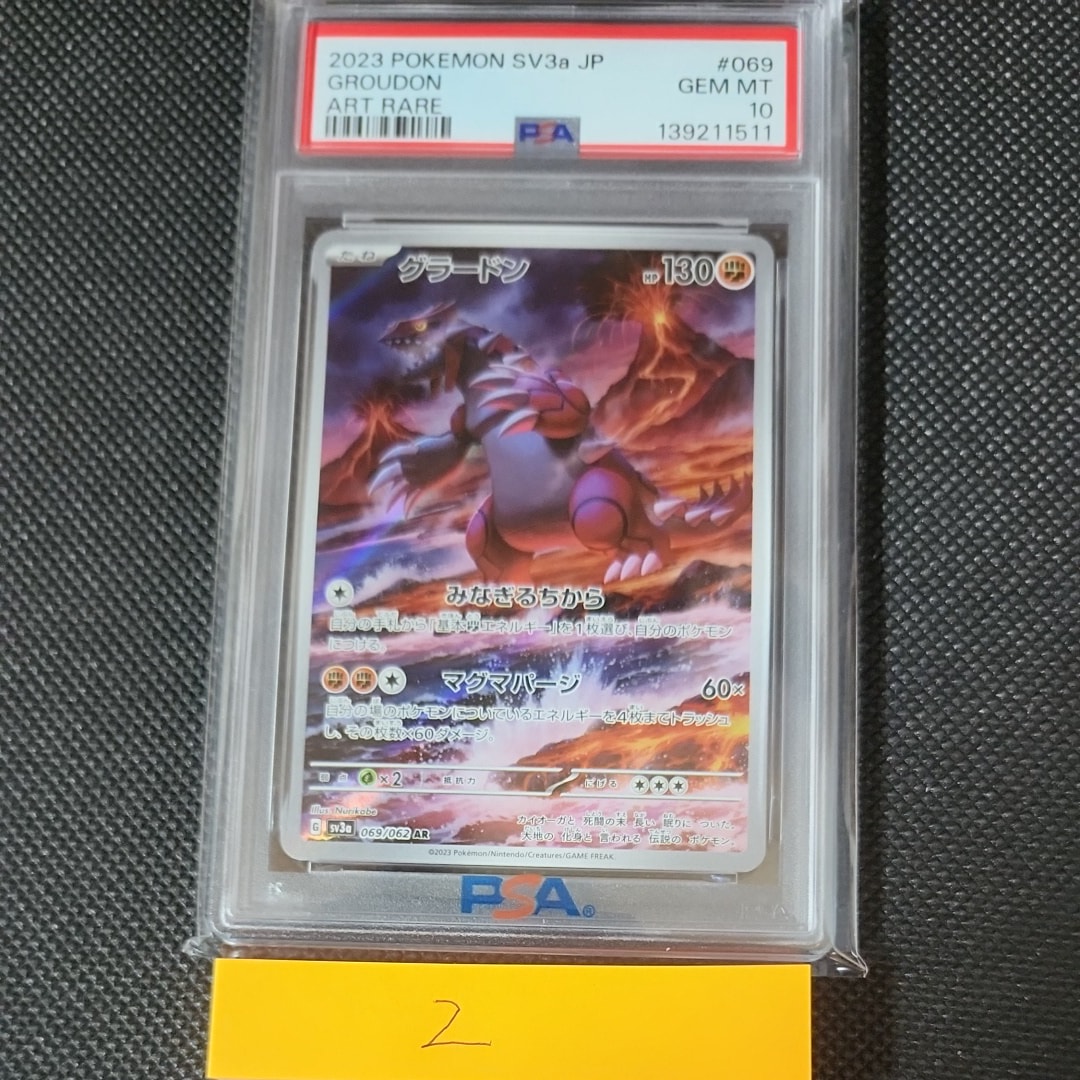 2023 POKEMON SV3a JP #069
GROUDON GEM MT
ART RARE 10
PSA 139211511
たね グラードン HP 130
みなぎるちから
自分の手札から「基本エネルギー」を1枚選び、自分のポケモン
につける。
マグマパージ 60×
自分の場のポケモンについているエネルギーを4枚までトラッシュ
し、その枚数×60ダメージ。
弱点 ×2 抵抗力 にげる
Illus. Nurikabe
G sv3a 069/062 AR
カイオーガと 死闘の末 長い 眠りに ついた。
大地の 化身と 言われる 伝説の ポケモン。
©2023 Pokémon/Nintendo/Creatures/GAME FREAK.
PSA®
2